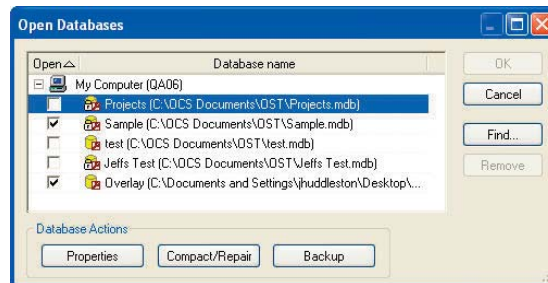 Open Databases
Open Database name
OK
My Computer (QA06)
Cancel
Projects (C:\OCS Documents\OST\Projects.mdb)
Sample (C:\OCS Documents\OST\Sample.mdb)
Find...
test (C:\OCS Documents\OST\test.mdb)
Jeffs Test (C:\OCS Documents\OST\Jeffs Test.mdb)
Remove
Overlay (C:\Documents and Settings\jhuddleston\Desktop\...
Database Actions
Properties Compact/Repair Backup